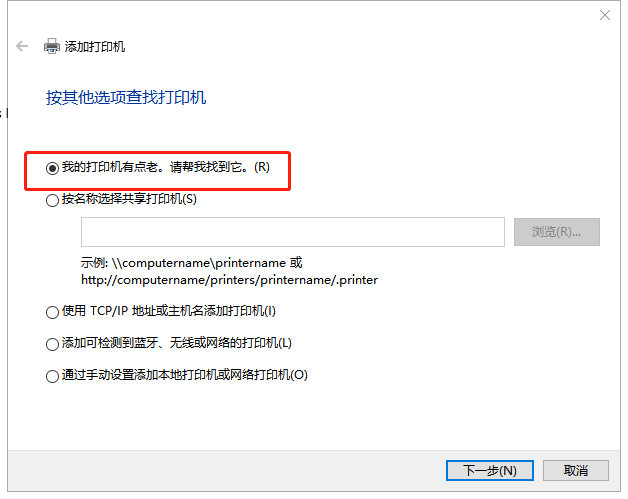 添加打印机
按其他选项查找打印机
我的打印机有点老。请帮我找到它。(R)
按名称选择共享打印机(S)
浏览(R)...
示例: \\computername\printername 或
http://computername/printers/printername/.printer
使用 TCP/IP 地址或主机名添加打印机(I)
添加可检测到蓝牙、无线或网络的打印机(L)
通过手动设置添加本地打印机或网络打印机(O)
下一步(N)
取消